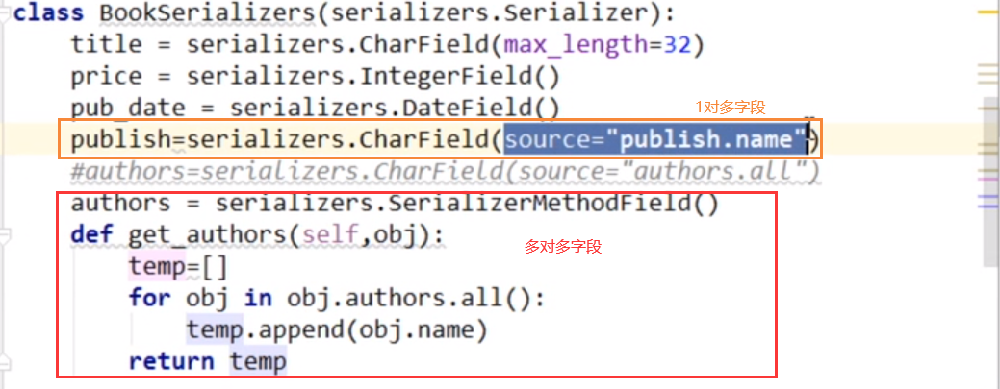 class BookSerializers(serializers.Serializer):
    title = serializers.CharField(max_length=32)
    price = serializers.IntegerField()
    pub_date = serializers.DateField()
1对多字段
    publish=serializers.CharField(source="publish.name")
    #authors=serializers.CharField(source="authors.all")
    authors = serializers.SerializerMethodField()
    def get_authors(self,obj):
多对多字段
        temp=[]
        for obj in obj.authors.all():
            temp.append(obj.name)
        return temp